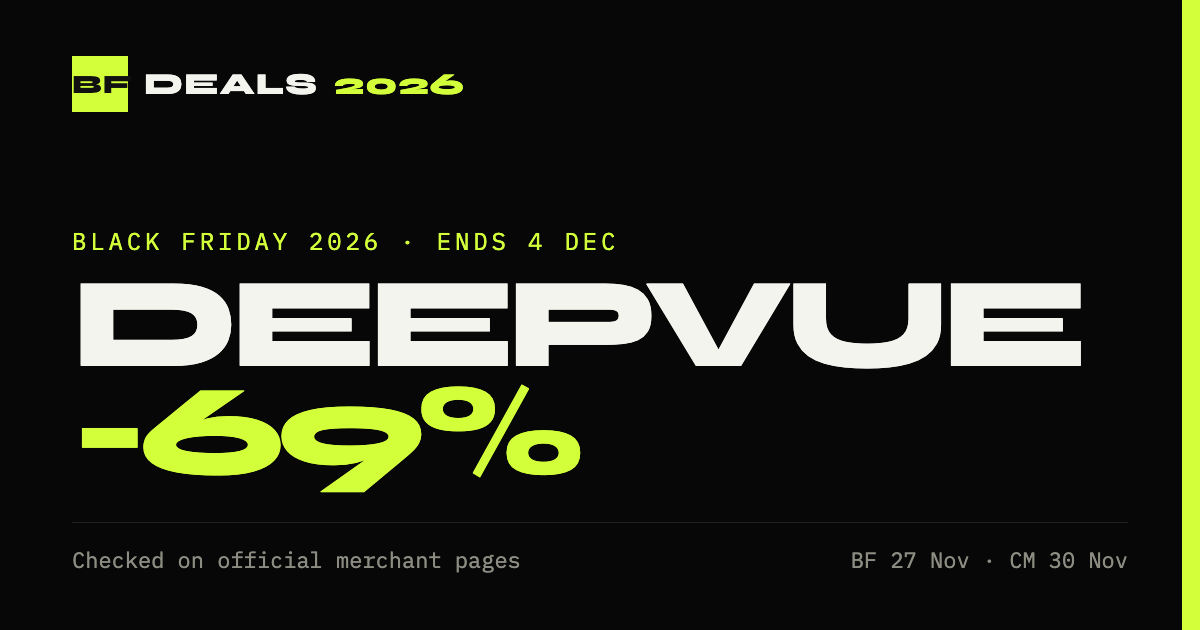 BF DEALS 2026
BLACK FRIDAY 2026 · ENDS 4 DEC
DEEPVUE
-69%
Checked on official merchant pages
BF 27 Nov · CM 30 Nov